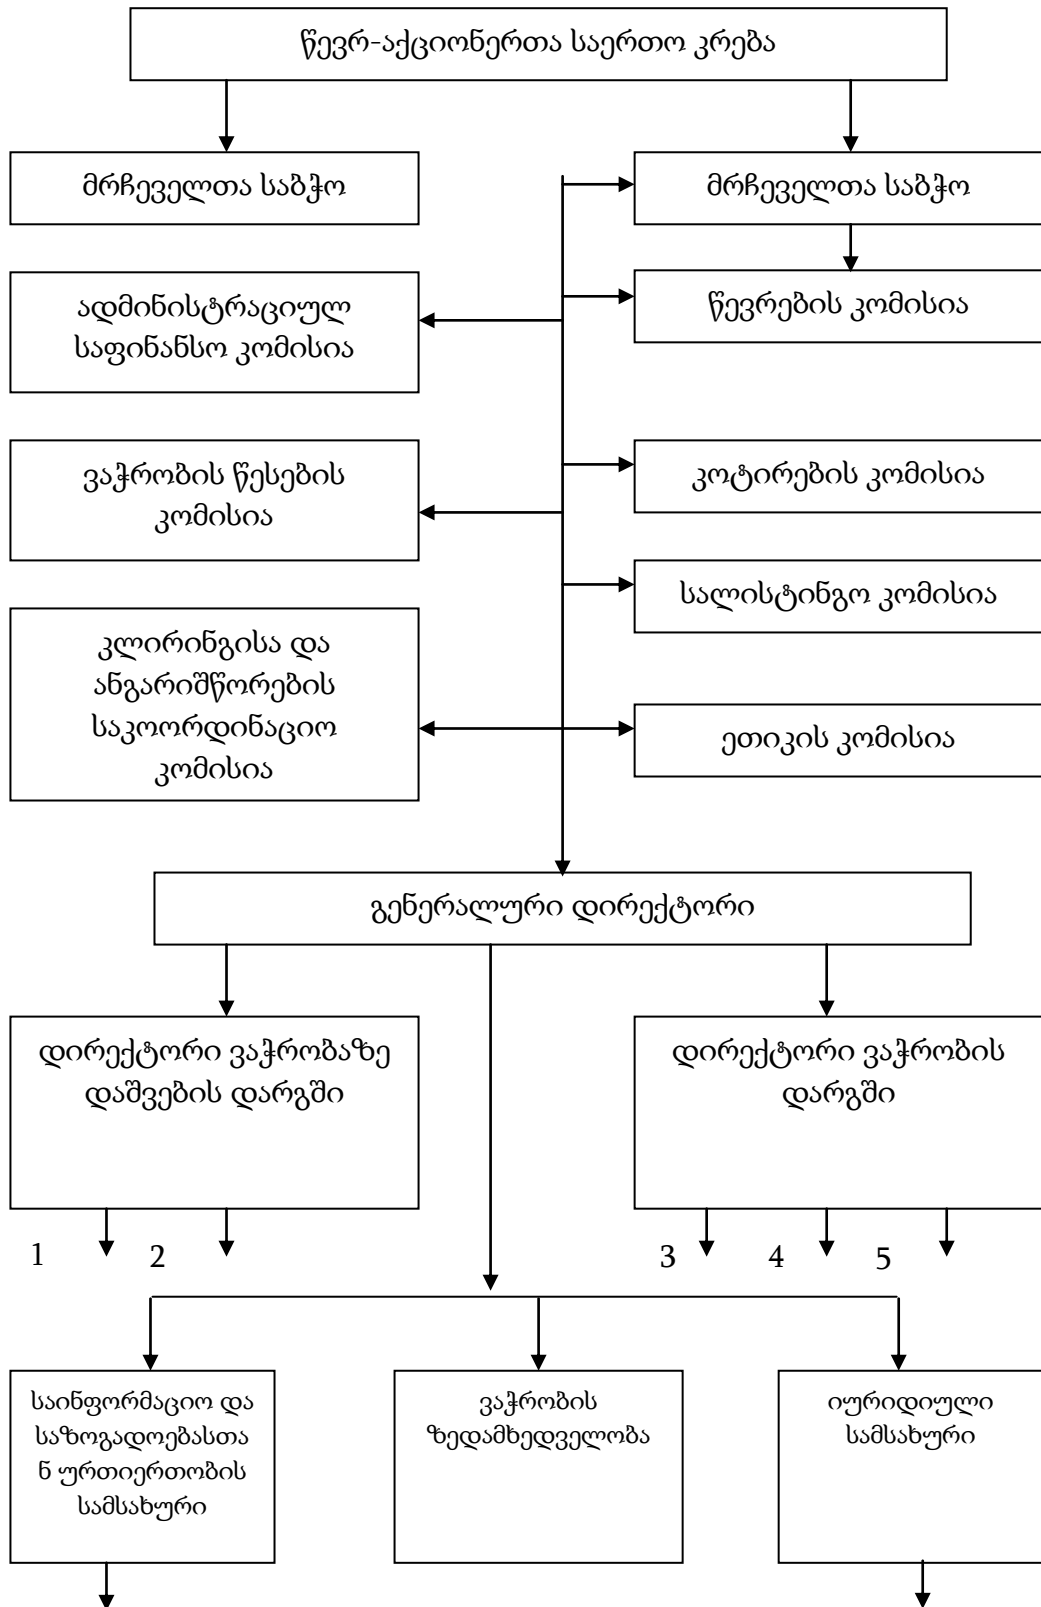 წევრ-აქციონერთა საერთო კრება
მრჩეველთა საბჭო
მრჩეველთა საბჭო
ადმინისტრაციულ
საფინანსო კომისია
წევრების კომისია
ვაჭრობის წესების
კომისია
კოტირების კომისია
სალისტინგო კომისია
კლირინგისა და
ანგარიშწორების
საკოორდინაციო
კომისია
ეთიკის კომისია
გენერალური დირექტორი
დირექტორი ვაჭრობაზე
დაშვების დარგში
დირექტორი ვაჭრობის
დარგში
1 2 3 4 5
საინფორმაციო და
საზოგადოებასთა
ნ ურთიერთობის
სამსახური
ვაჭრობის
ზედამხედველობა
იურიდიული
სამსახური